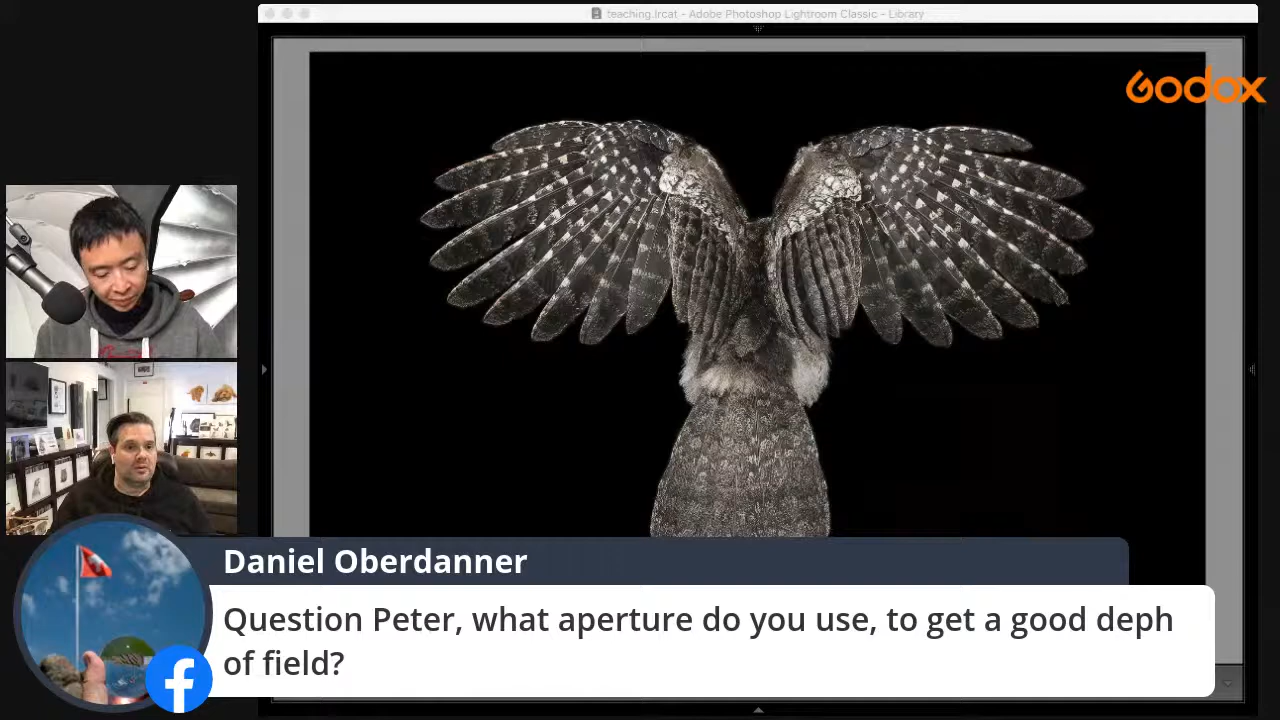 teaching.lrcat - Adobe Photoshop Lightroom Classic - Library
Godox
Daniel Oberdanner
Question Peter, what aperture do you use, to get a good deph
of field?